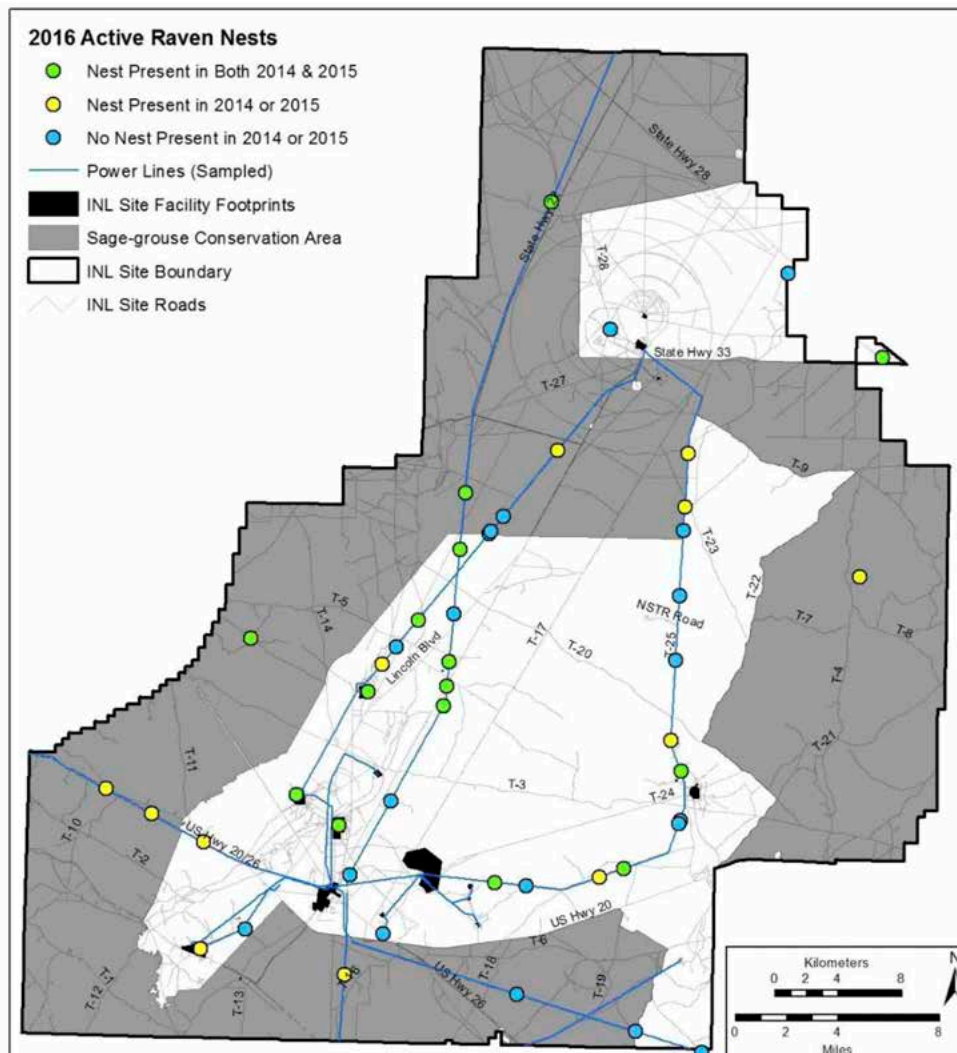 2016 Active Raven Nests
Nest Present in Both 2014 & 2015
Nest Present in 2014 or 2015
No Nest Present in 2014 or 2015
Power Lines (Sampled)
INL Site Facility Footprints
Sage-grouse Conservation Area
INL Site Boundary
INL Site Roads
State Hwy 28
State Hwy
T-28
State Hwy 33
T-27
T-9
T-23
T-22
T-5
T-14
NSTR Road
T-7
T-8
T-17
Lincoln Blvd
T-20
T-25
T-4
T-21
T-11
T-3
T-24
T-10
US Hwy 20/26
T-2
US Hwy 20
T-6
T-18
T-1
T-12
T-13
US Hwy 26
T-19
N
Kilometers
0 2 4 8
0 2 4 8
Miles